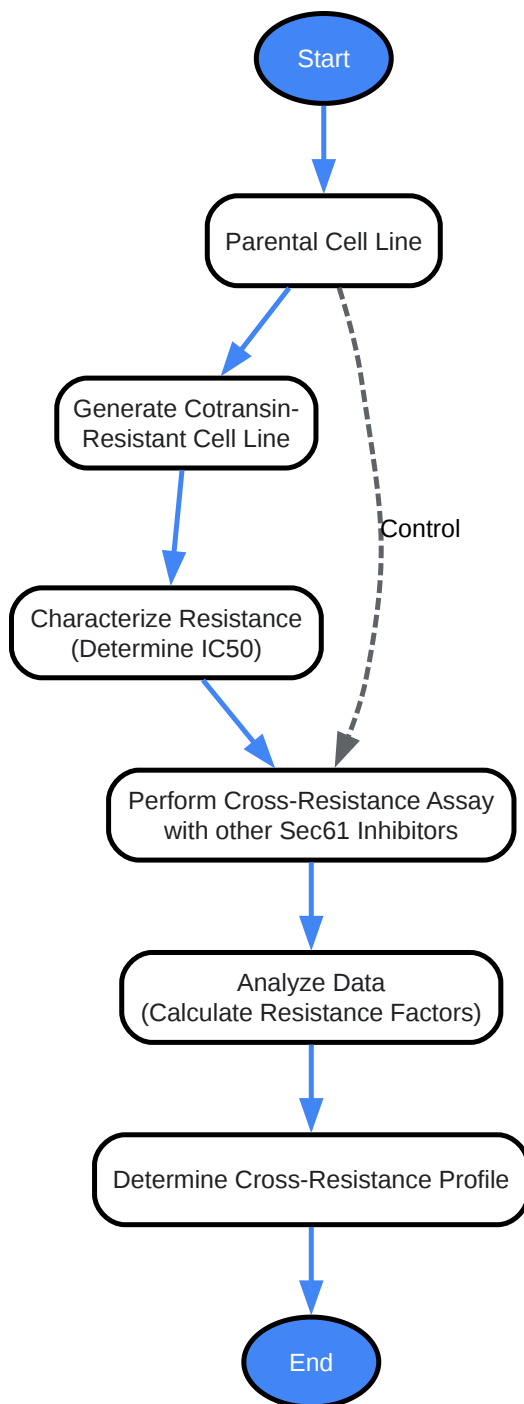 Start
Parental Cell Line
Generate Cotransin-
Resistant Cell Line
Control
Characterize Resistance
(Determine IC50)
Perform Cross-Resistance Assay
with other Sec61 Inhibitors
Analyze Data
(Calculate Resistance Factors)
Determine Cross-Resistance Profile
End